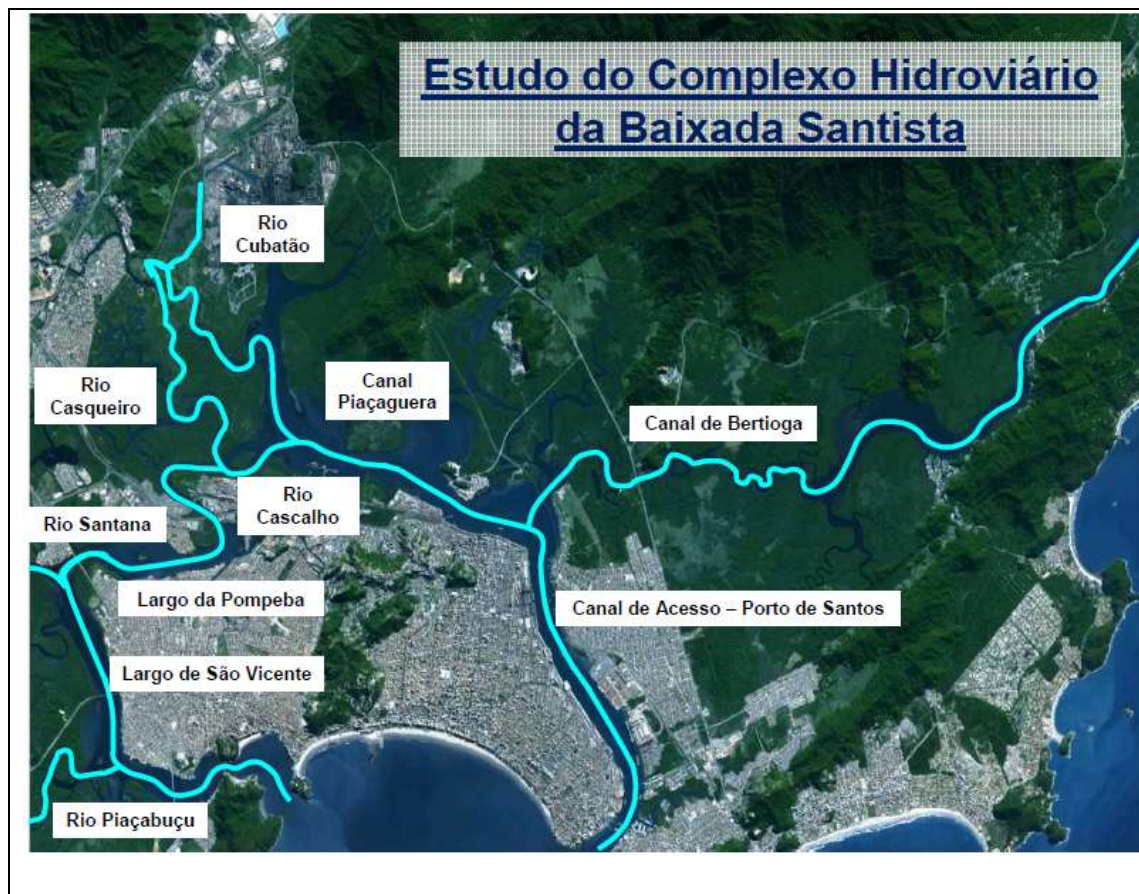 Estudo do Complexo Hidroviário
da Baixada Santista
Rio
Cubatão
Rio
Casqueiro
Canal
Piaçaguera
Canal de Bertioga
Rio
Cascalho
Rio Santana
Largo da Pompeba
Canal de Acesso – Porto de Santos
Largo de São Vicente
Rio Piaçabuçu